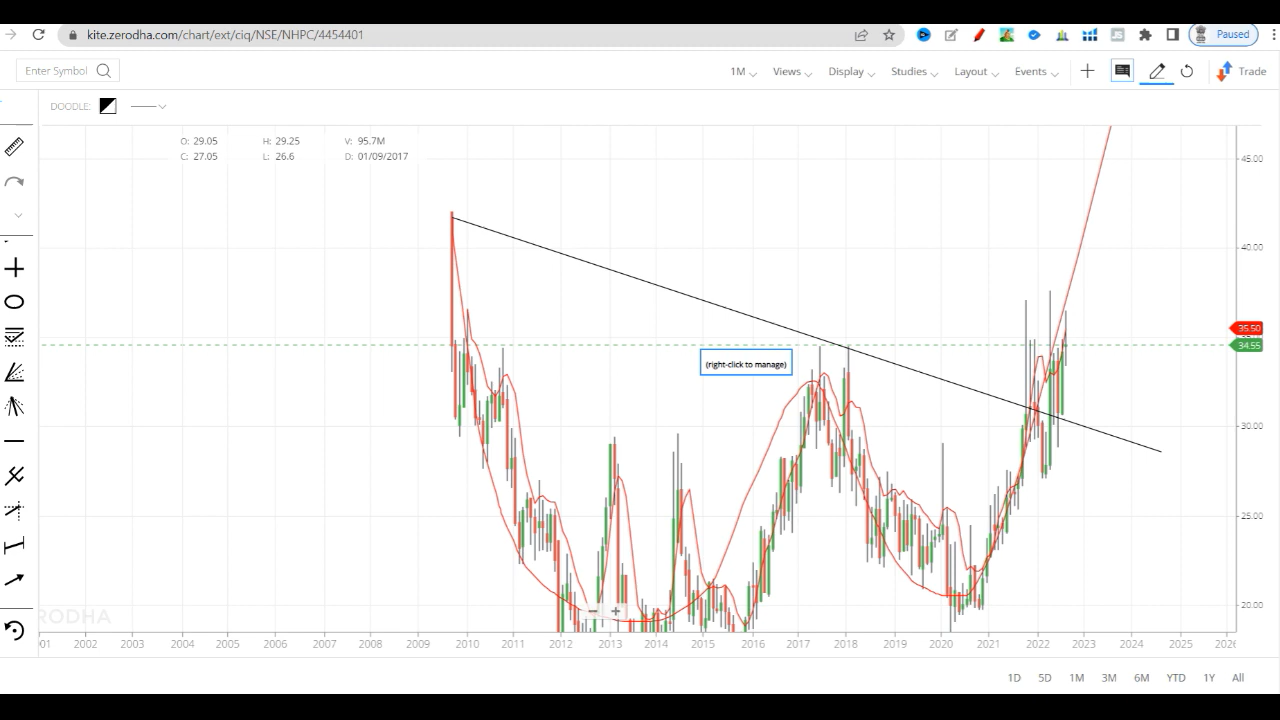 kite.zerodha.com/chart/ext/ciq/NSE/NHPC/4454401
Paused
Enter Symbol
1M Views Display Studies Layout Events Trade
DOODLE:
O: 29.05 H: 29.25 V: 95.7M
C: 27.05 L: 26.6 D: 01/09/2017
45.00
40.00
35.50
34.55
(right-click to manage)
30.00
25.00
20.00
ERODHA
01 2002 2003 2004 2005 2006 2007 2008 2009 2010 2011 2012 2013 2014 2015 2016 2017 2018 2019 2020 2021 2022 2023 2024 2025 2026
1D 5D 1M 3M 6M YTD 1Y All